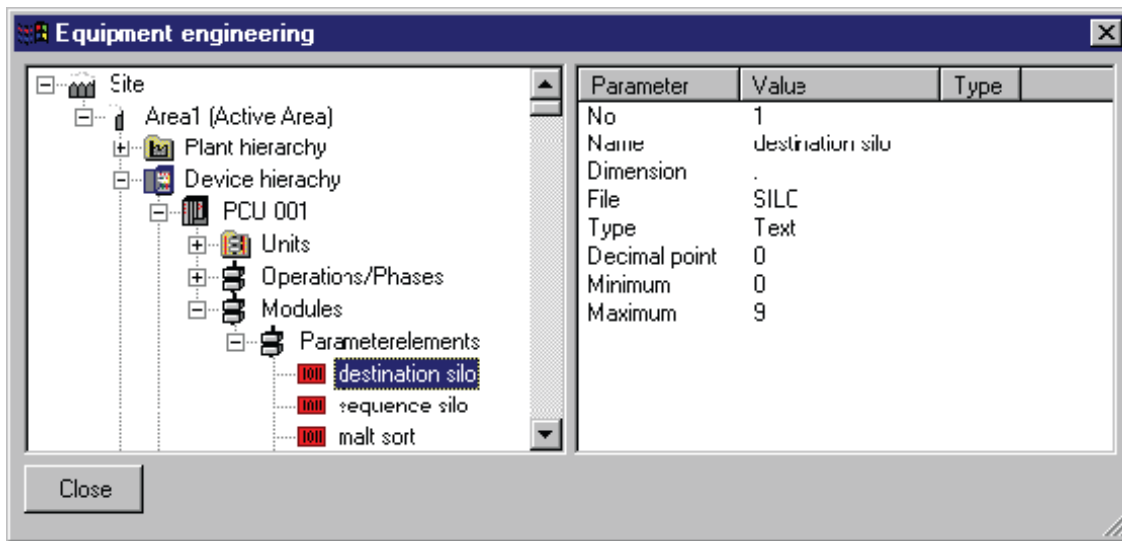 Equipment engineering
Site
Area1 (Active Area)
Plant hierarchy
Device hierachy
PCU 001
Units
Operations/Phases
Modules
Parameterelements
destination silo
sequence silo
malt sort
Parameter Value Type
No 1
Name destination silo
Dimension .
File SILO
Type Text
Decimal point 0
Minimum 0
Maximum 9
Close